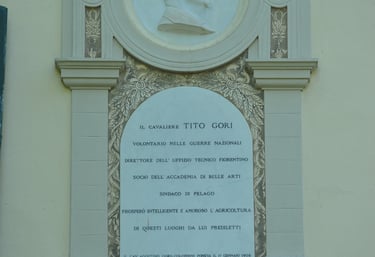 IL CAVALIERE TITO GORI
VOLONTARIO NELLE GUERRE NAZIONALI
DIRETTORE DELL' UFFIZIO TECNICO FIORENTINO
SOCIO DELL' ACCADEMIA DI BELLE ARTI
SINDACO DI PELAGO
PROSPERÒ INTELLIGENTE E AMOROSO L' AGRICOLTURA
DI QUESTI LUOGHI DA LUI PREDILETTI